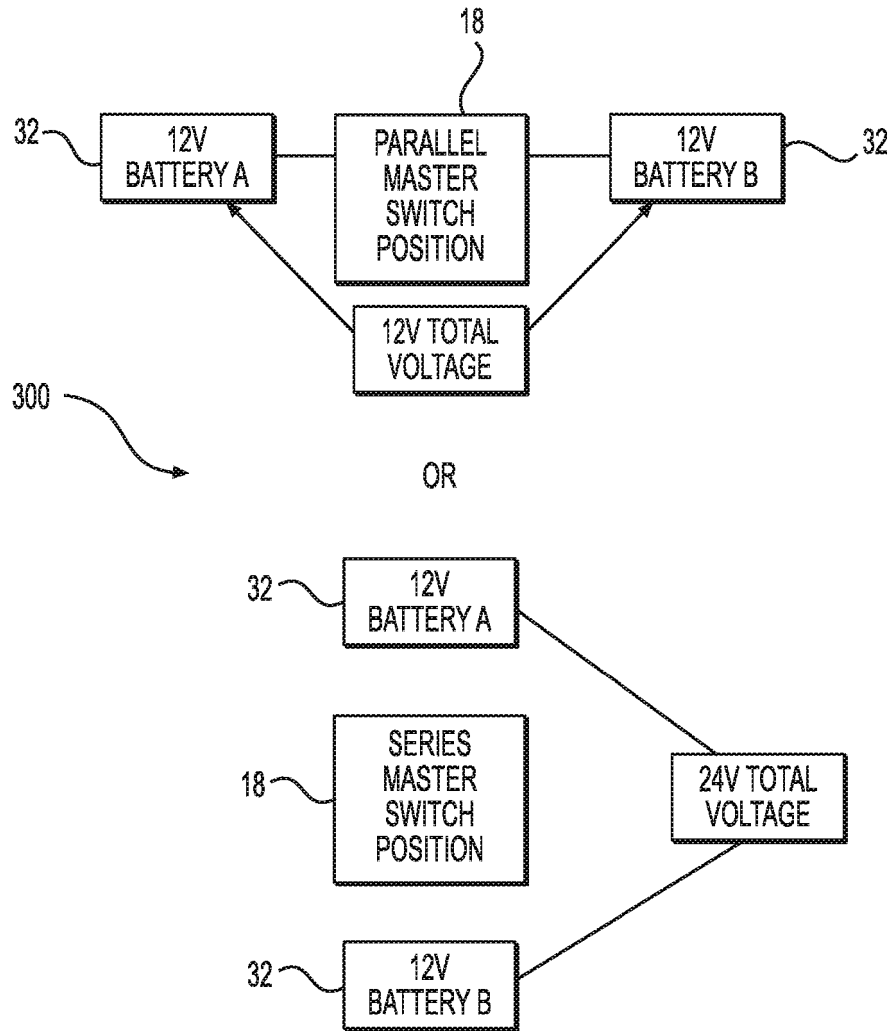 18
32
12V
BATTERY A
PARALLEL
MASTER
SWITCH
POSITION
12V
BATTERY B
32
12V TOTAL
VOLTAGE
300
OR
32
12V
BATTERY A
18
SERIES
MASTER
SWITCH
POSITION
24V TOTAL
VOLTAGE
32
12V
BATTERY B